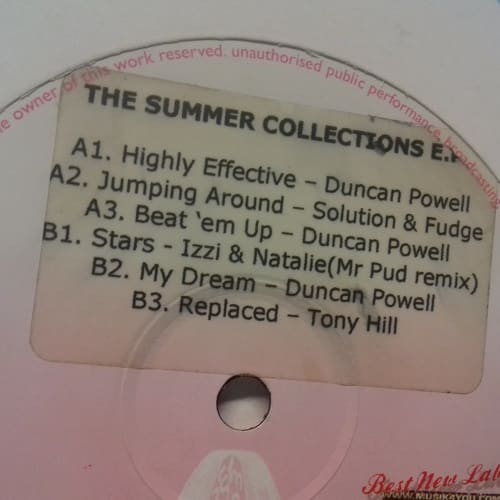 e owner of this work reserved. unauthorised public performance, broadcasting
THE SUMMER COLLECTIONS E.P
A1. Highly Effective – Duncan Powell
A2. Jumping Around – Solution & Fudge
A3. Beat 'em Up – Duncan Powell
B1. Stars - Izzi & Natalie(Mr Pud remix)
B2. My Dream – Duncan Powell
B3. Replaced – Tony Hill
Best New Lab